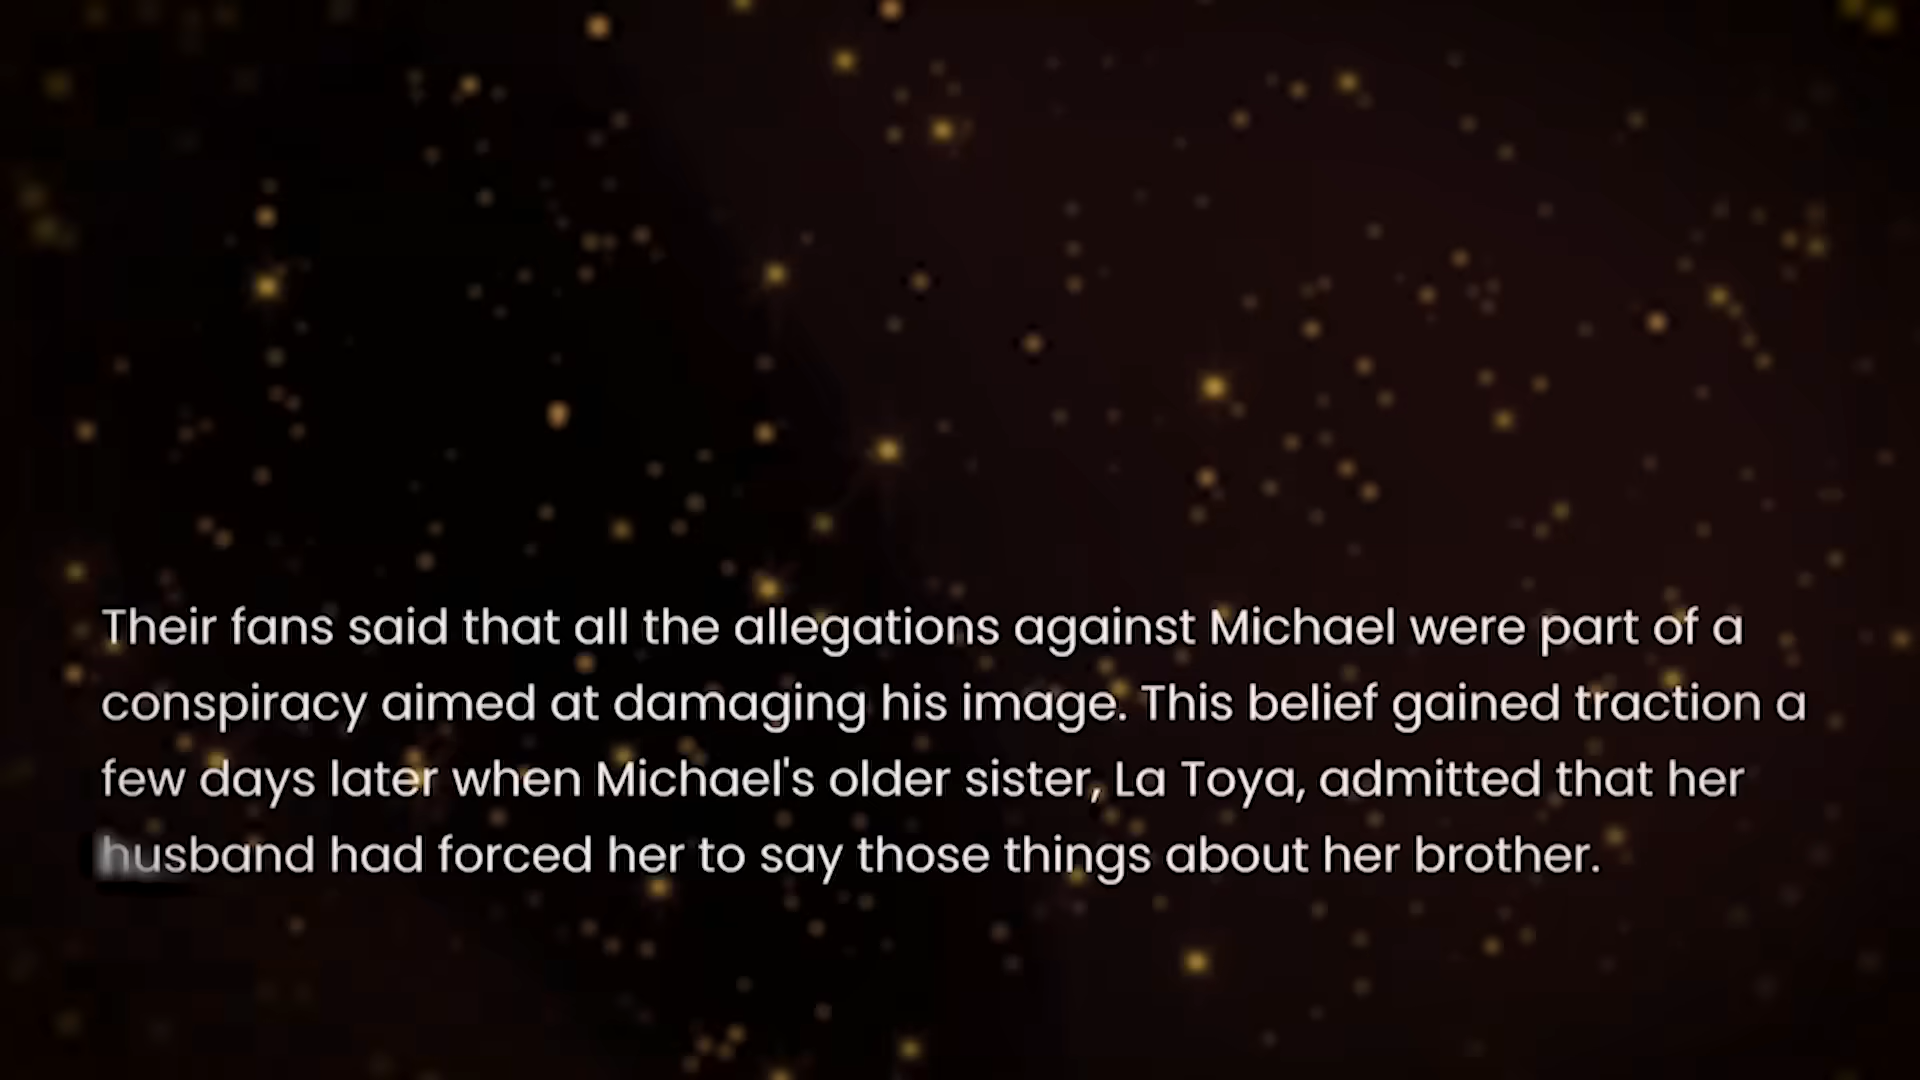 Their fans said that all the allegations against Michael were part of a
conspiracy aimed at damaging his image. This belief gained traction a
few days later when Michael's older sister, La Toya, admitted that her
husband had forced her to say those things about her brother.